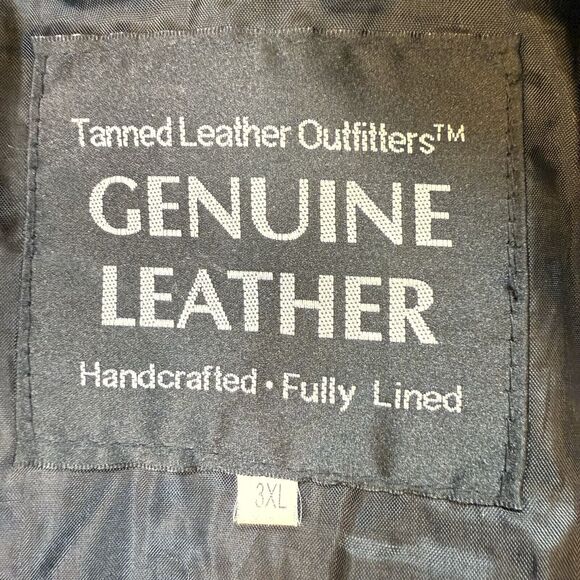 Tanned Leather Outfitters™
GENUINE
LEATHER
Handcrafted • Fully Lined
3XL